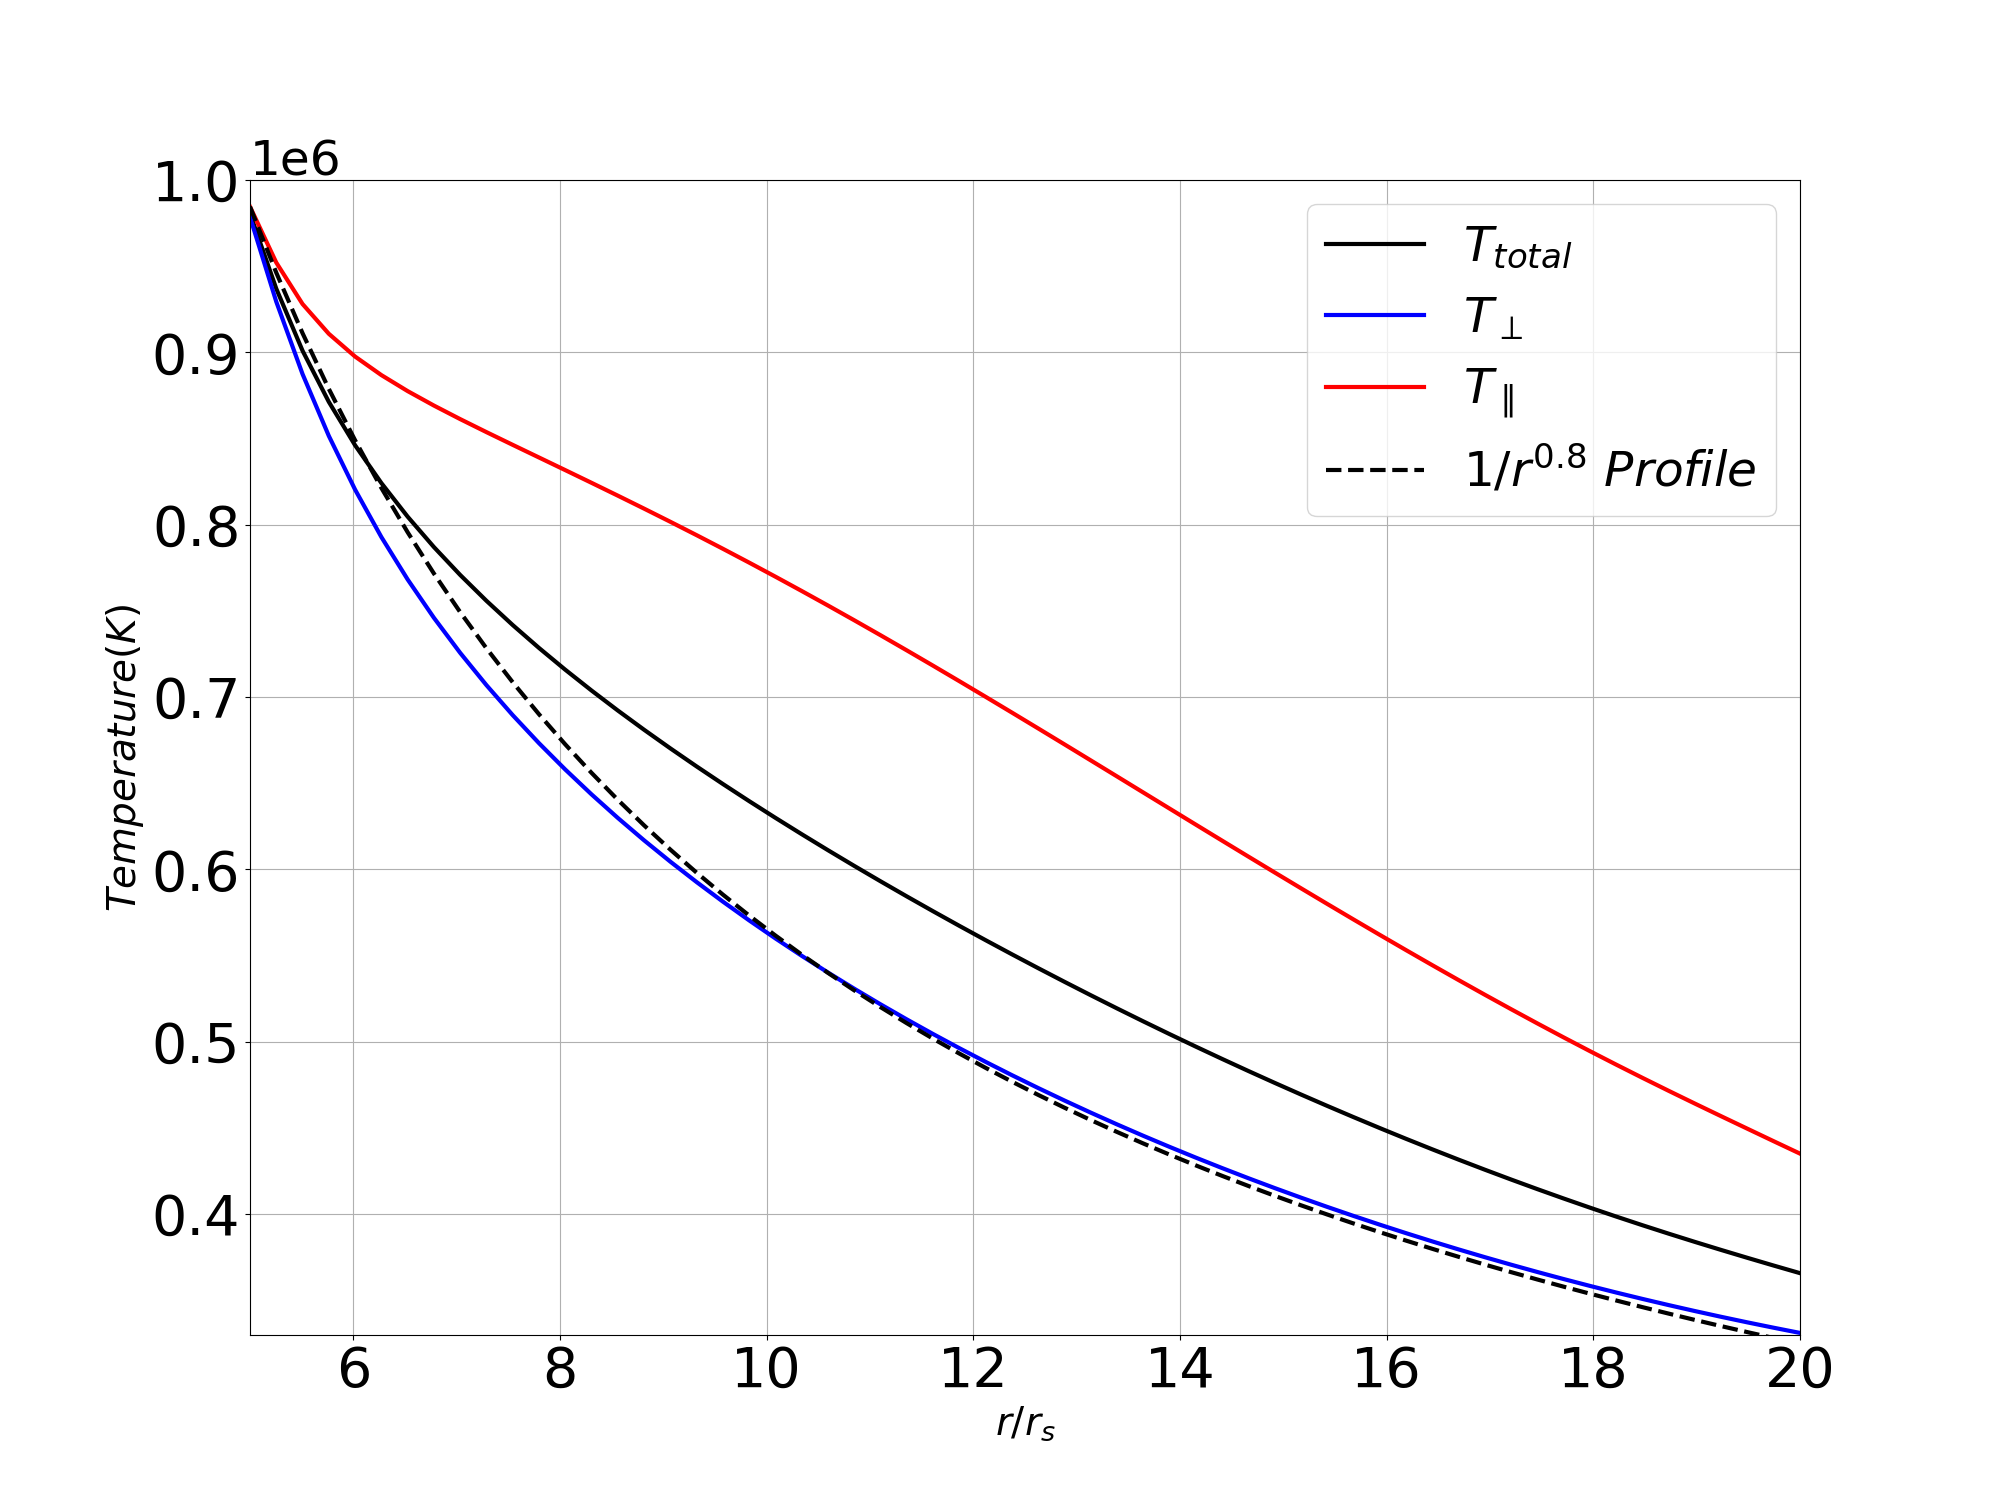 1e6
1.0
0.9
0.8
0.7
0.6
0.5
0.4
Temperature(K)
T_total
T_⊥
T_∥
1/r^0.8 Profile
6 8 10 12 14 16 18 20
r/r_s